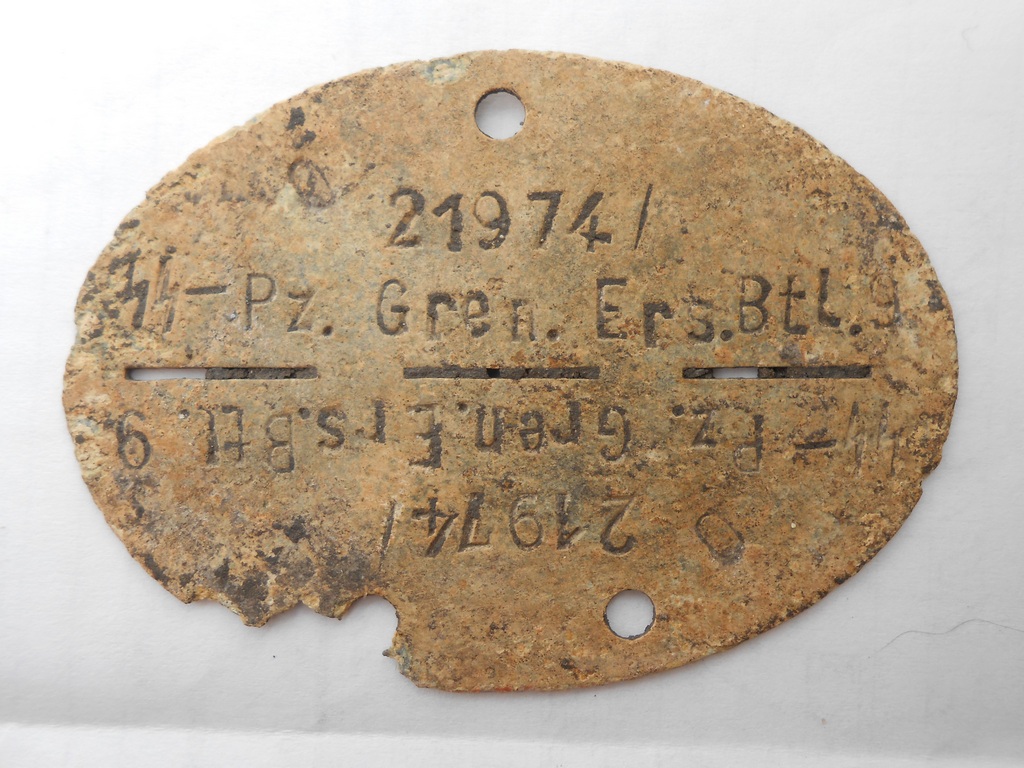 21974/
ᛋᛋ-Pz. Gren. Ers.Btl.9
ᛋᛋ-Pz. Gren.Ers.Btl.9
21974/
O